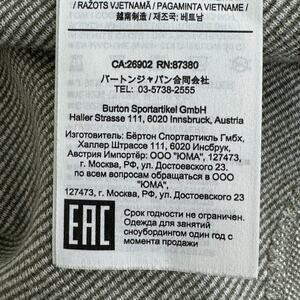 / RAŽOTS VJETNAMĀ / PAGAMINTA VIETNAME /
越南制造 / 제조국: 베트남
CA:26902 RN:87380
バートンジャパン合同会社
TEL: 03-5738-2555
Burton Sportartikel GmbH
Haller Strasse 111, 6020 Innsbruck, Austria
Изготовитель: Бёртон Спортартикль Гмбх,
Халлер Штрассе 111, 6020 Инсбрук,
Австрия Импортёр: ООО "ЮМА", 127473,
г. Москва, РФ, ул. Достоевского 23
по всем вопросам обращаться в ООО
"ЮМА",
127473, г. Москва, РФ, ул. Достоевского 23
EAC
Срок годности не ограничен.
Одежда для занятий
сноубордингом один год с
момента продажи